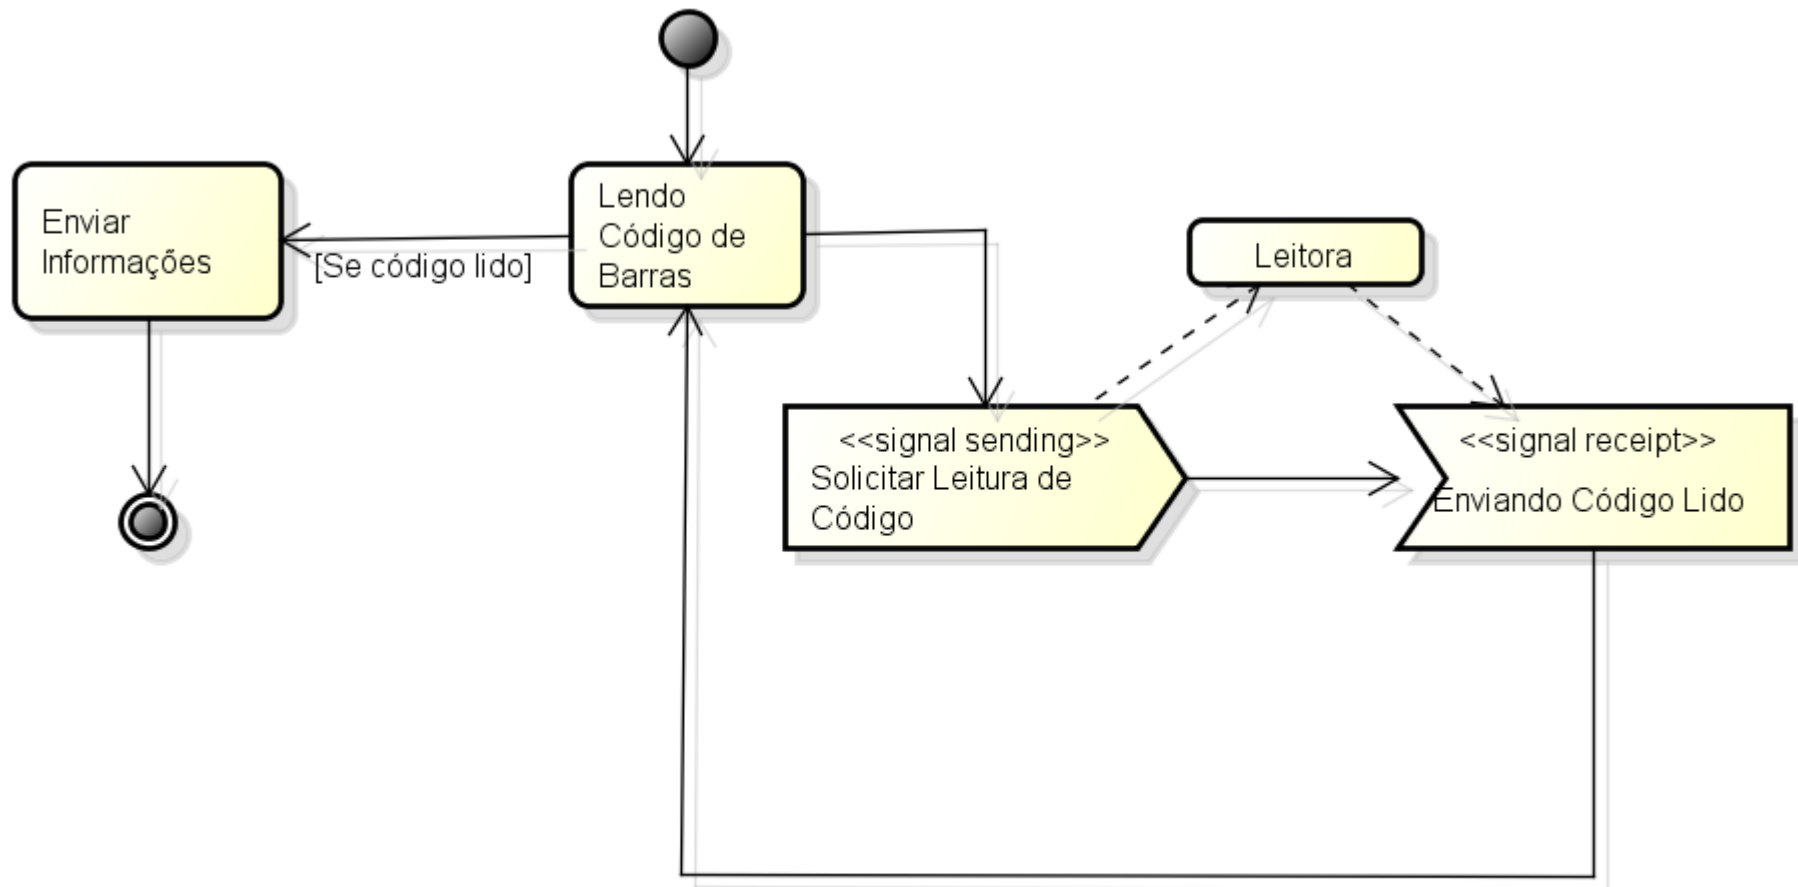 Enviar
Informações
[Se código lido]
Lendo
Código de
Barras
Leitora
<<signal sending>>
Solicitar Leitura de
Código
<<signal receipt>>
Enviando Código Lido